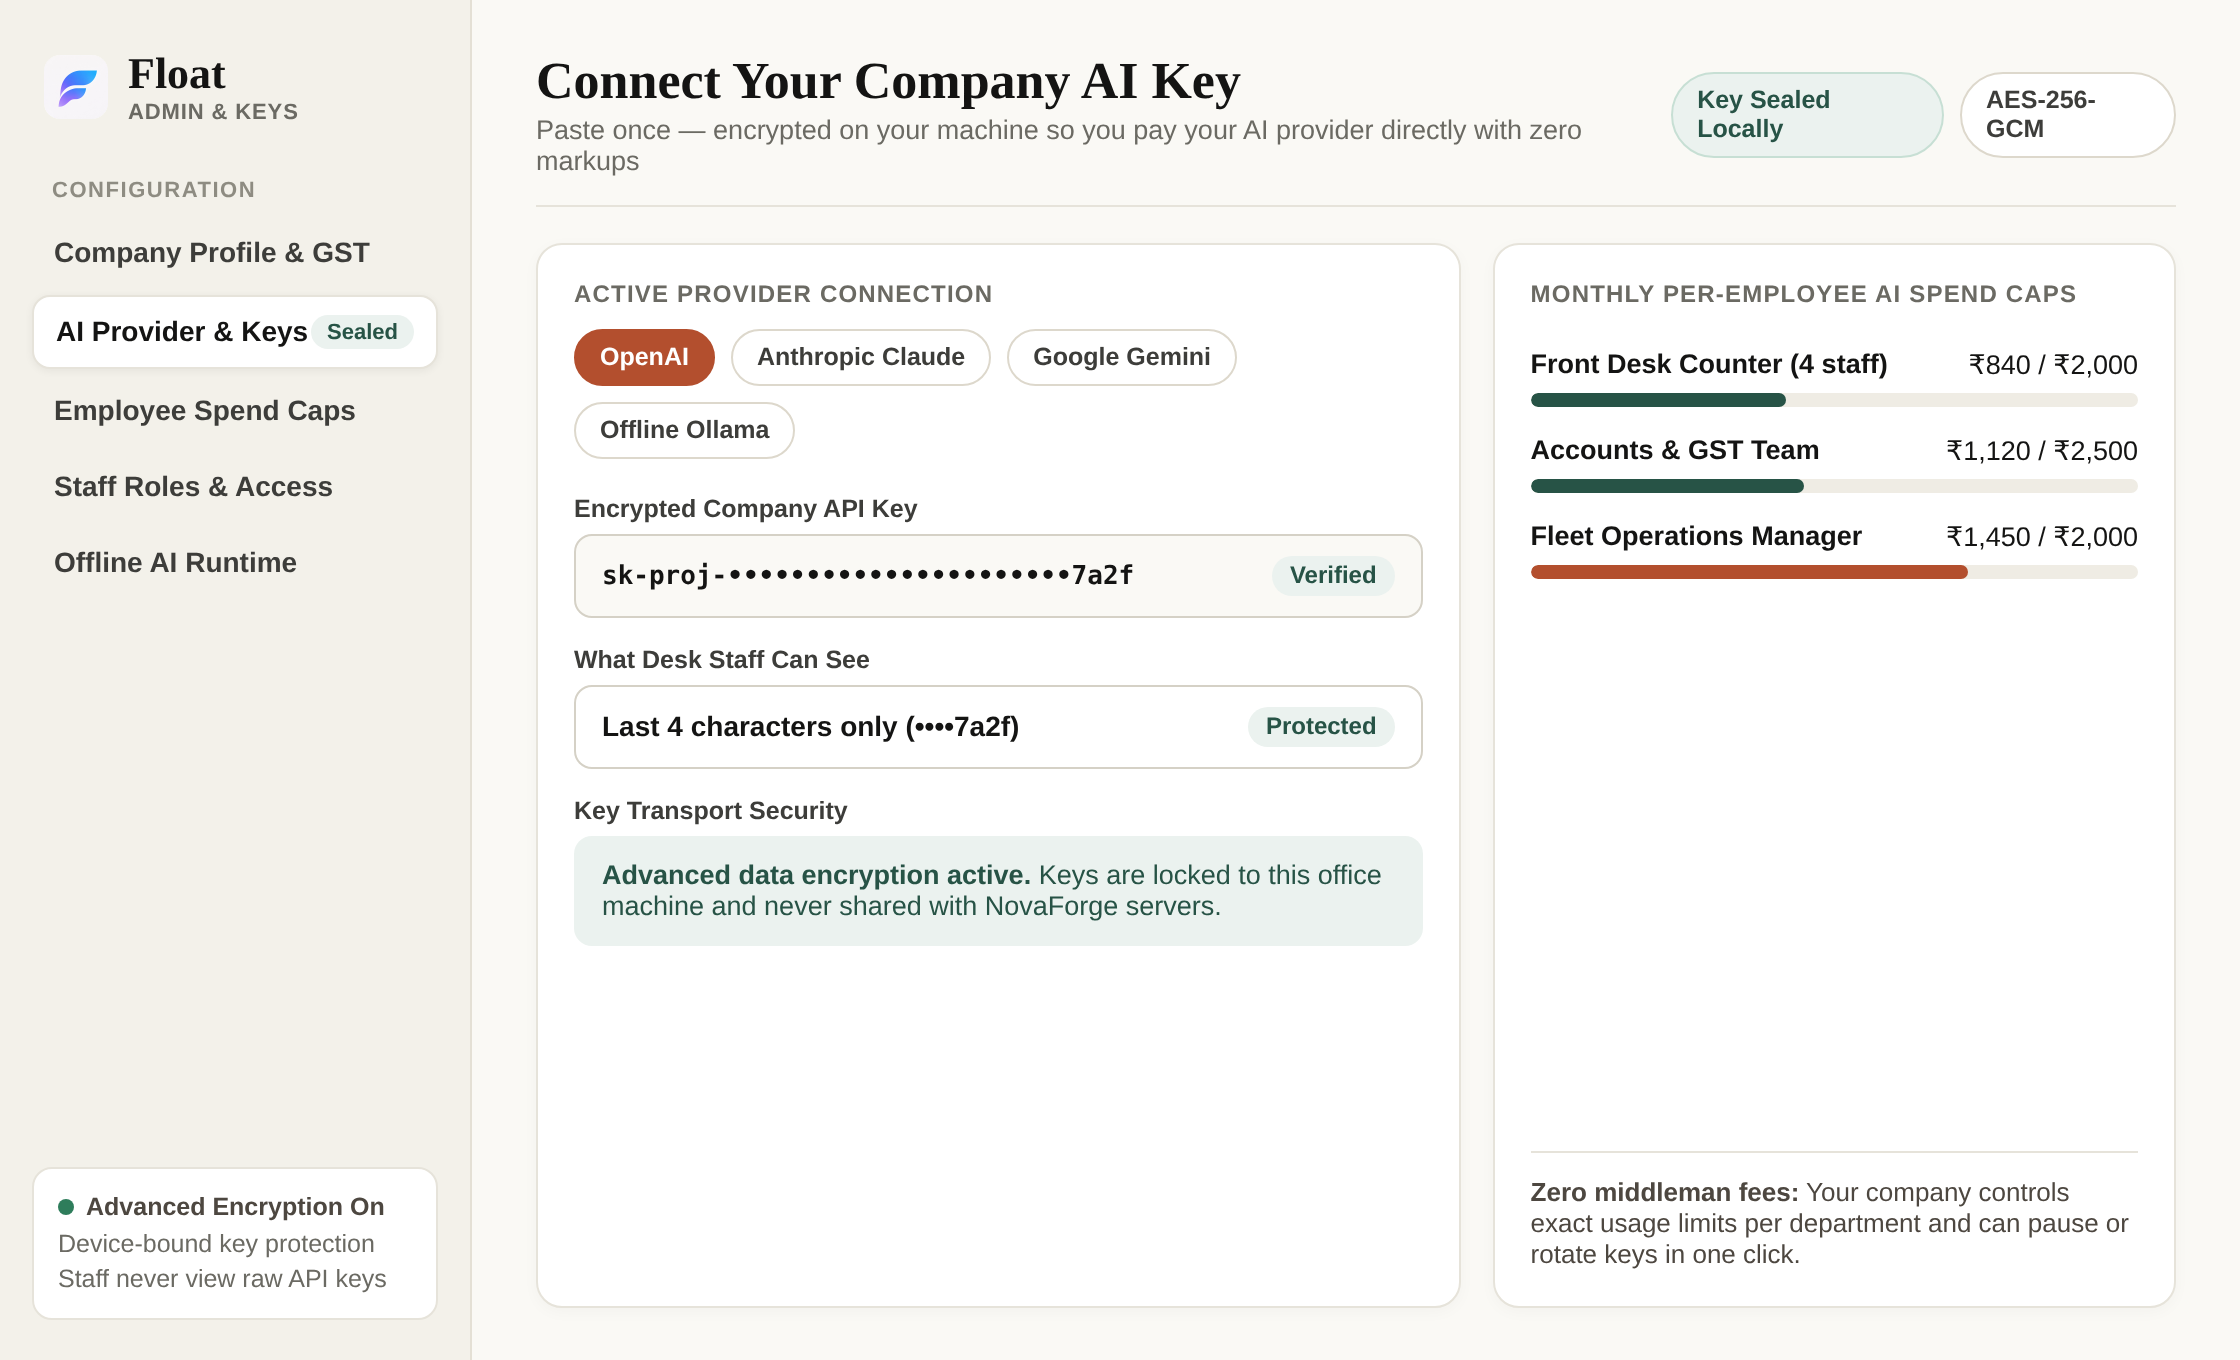 Float
ADMIN & KEYS
CONFIGURATION
Company Profile & GST
AI Provider & Keys Sealed
Employee Spend Caps
Staff Roles & Access
Offline AI Runtime
Advanced Encryption On
Device-bound key protection
Staff never view raw API keys
Connect Your Company AI Key
Paste once — encrypted on your machine so you pay your AI provider directly with zero
markups
Key Sealed
Locally
AES-256-
GCM
ACTIVE PROVIDER CONNECTION
OpenAI Anthropic Claude Google Gemini
Offline Ollama
Encrypted Company API Key
sk-proj-••••••••••••••••••••••7a2f Verified
What Desk Staff Can See
Last 4 characters only (••••7a2f) Protected
Key Transport Security
Advanced data encryption active. Keys are locked to this office
machine and never shared with NovaForge servers.
MONTHLY PER-EMPLOYEE AI SPEND CAPS
Front Desk Counter (4 staff) ₹840 / ₹2,000
Accounts & GST Team ₹1,120 / ₹2,500
Fleet Operations Manager ₹1,450 / ₹2,000
Zero middleman fees: Your company controls
exact usage limits per department and can pause or
rotate keys in one click.